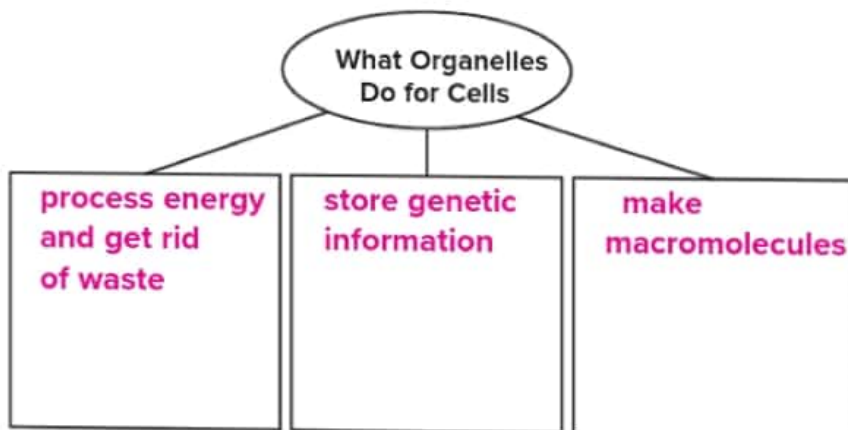 What Organelles
Do for Cells
process energy
and get rid
of waste
store genetic
information
make
macromolecules